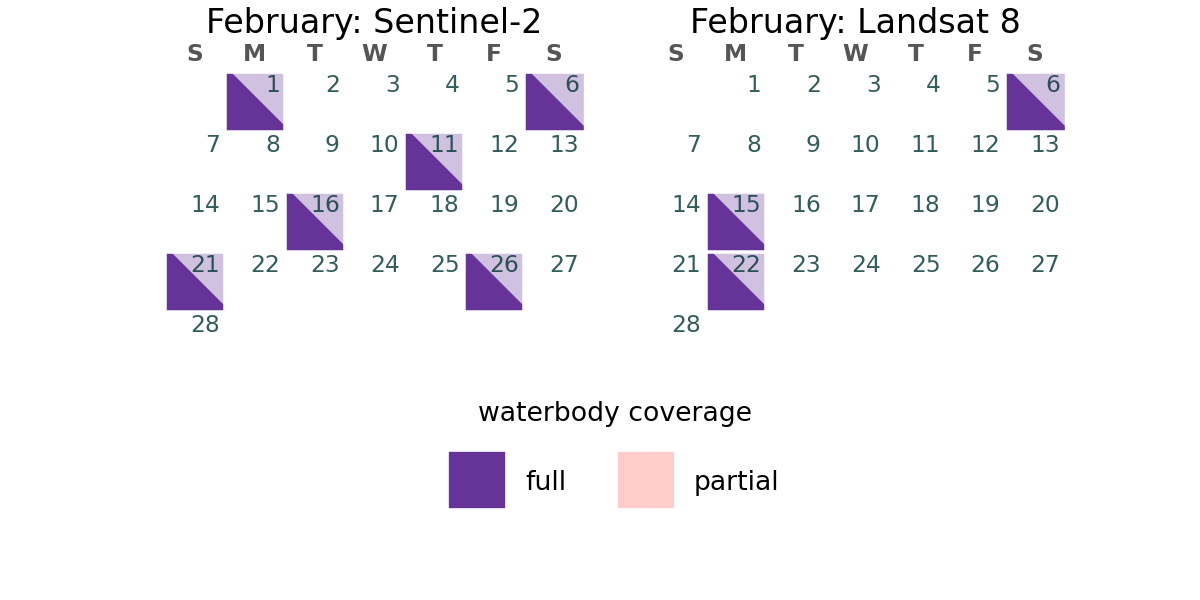 February: Sentinel-2
S M T W T F S
1 2 3 4 5 6
7 8 9 10 11 12 13
14 15 16 17 18 19 20
21 22 23 24 25 26 27
28
February: Landsat 8
S M T W T F S
1 2 3 4 5 6
7 8 9 10 11 12 13
14 15 16 17 18 19 20
21 22 23 24 25 26 27
28
waterbody coverage
full partial